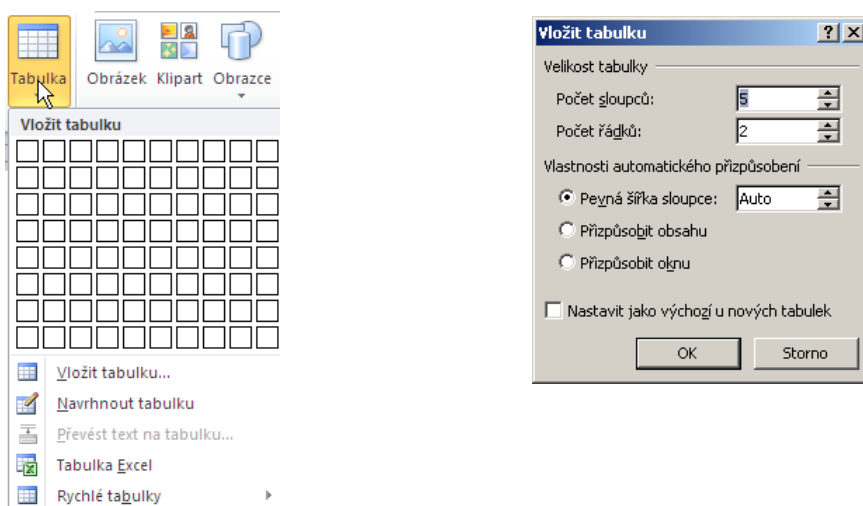 Tabulka Obrázek Klipart Obrazce
Vložit tabulku
Vložit tabulku...
Navrhnout tabulku
Převést text na tabulku...
Tabulka Excel
Rychlé tabulky
Vložit tabulku
Velikost tabulky
Počet sloupců: 5
Počet řádků: 2
Vlastnosti automatického přizpůsobení
Pevná šířka sloupce: Auto
Přizpůsobit obsahu
Přizpůsobit oknu
Nastavit jako výchozí u nových tabulek
OK Storno